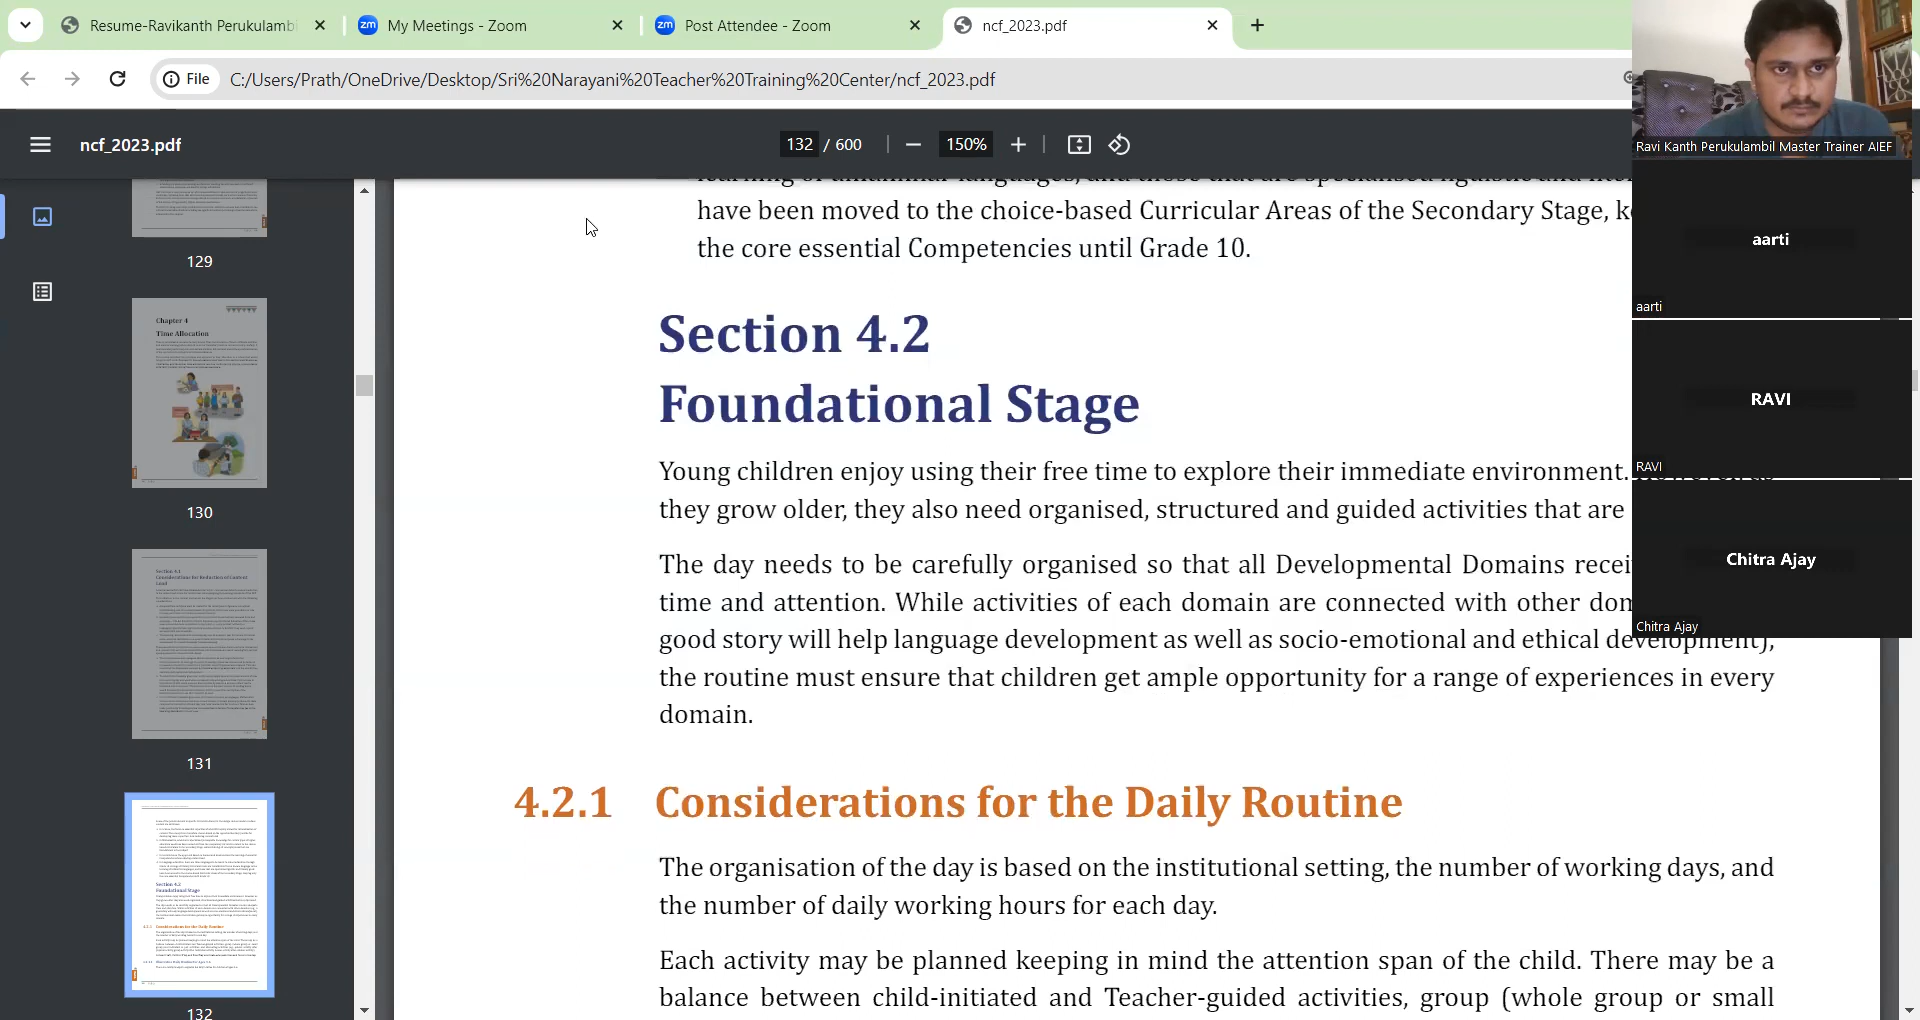 Resume-Ravikanth Perukulambi
My Meetings - Zoom
Post Attendee - Zoom
ncf_2023.pdf
File
C:/Users/Prath/OneDrive/Desktop/Sri%20Narayani%20Teacher%20Training%20Center/ncf_2023.pdf
ncf_2023.pdf
132 / 600
150%
Ravi Kanth Perukulambil Master Trainer AIEF
aarti
aarti
RAVI
RAVI
Chitra Ajay
Chitra Ajay
129
Chapter 4
Time Allocation
130
131
132
have been moved to the choice-based Curricular Areas of the Secondary Stage,
the core essential Competencies until Grade 10.
Section 4.2
Foundational Stage
Young children enjoy using their free time to explore their immediate environment.
they grow older, they also need organised, structured and guided activities that are
The day needs to be carefully organised so that all Developmental Domains
time and attention. While activities of each domain are connected with other
good story will help language development as well as socio-emotional and ethical development),
the routine must ensure that children get ample opportunity for a range of experiences in every
domain.
4.2.1 Considerations for the Daily Routine
The organisation of the day is based on the institutional setting, the number of working days, and
the number of daily working hours for each day.
Each activity may be planned keeping in mind the attention span of the child. There may be a
balance between child-initiated and Teacher-guided activities, group (whole group or small